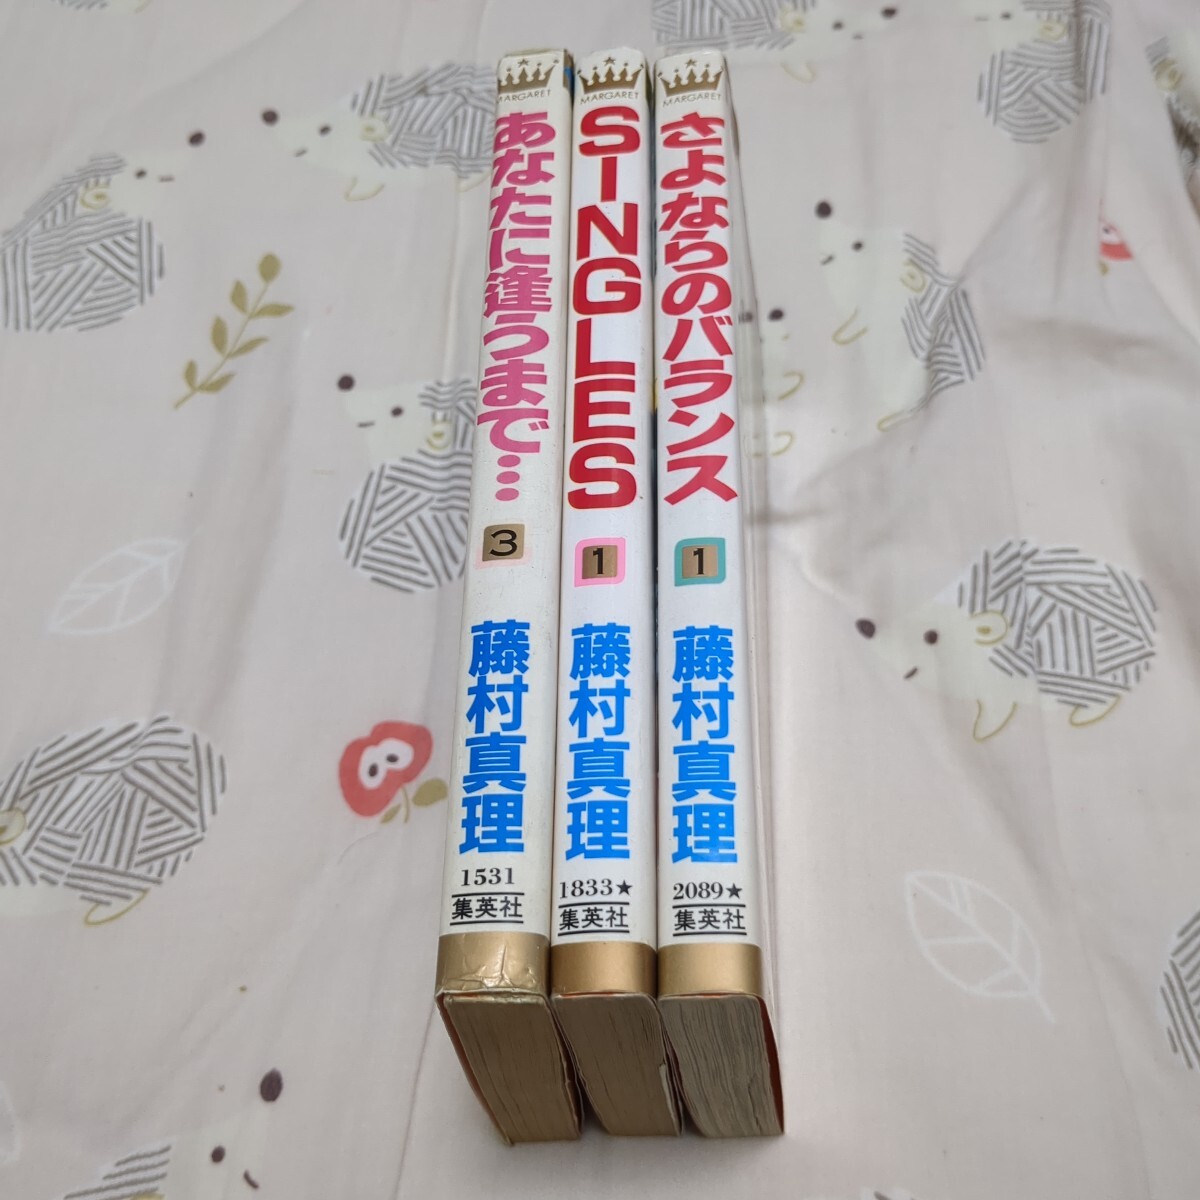 MARGARET
あなたに逢うまで…
3
藤村真理
1531
集英社
MARGARET
SINGLES
1
藤村真理
1833★
集英社
MARGARET
さよならのバランス
1
藤村真理
2089★
集英社